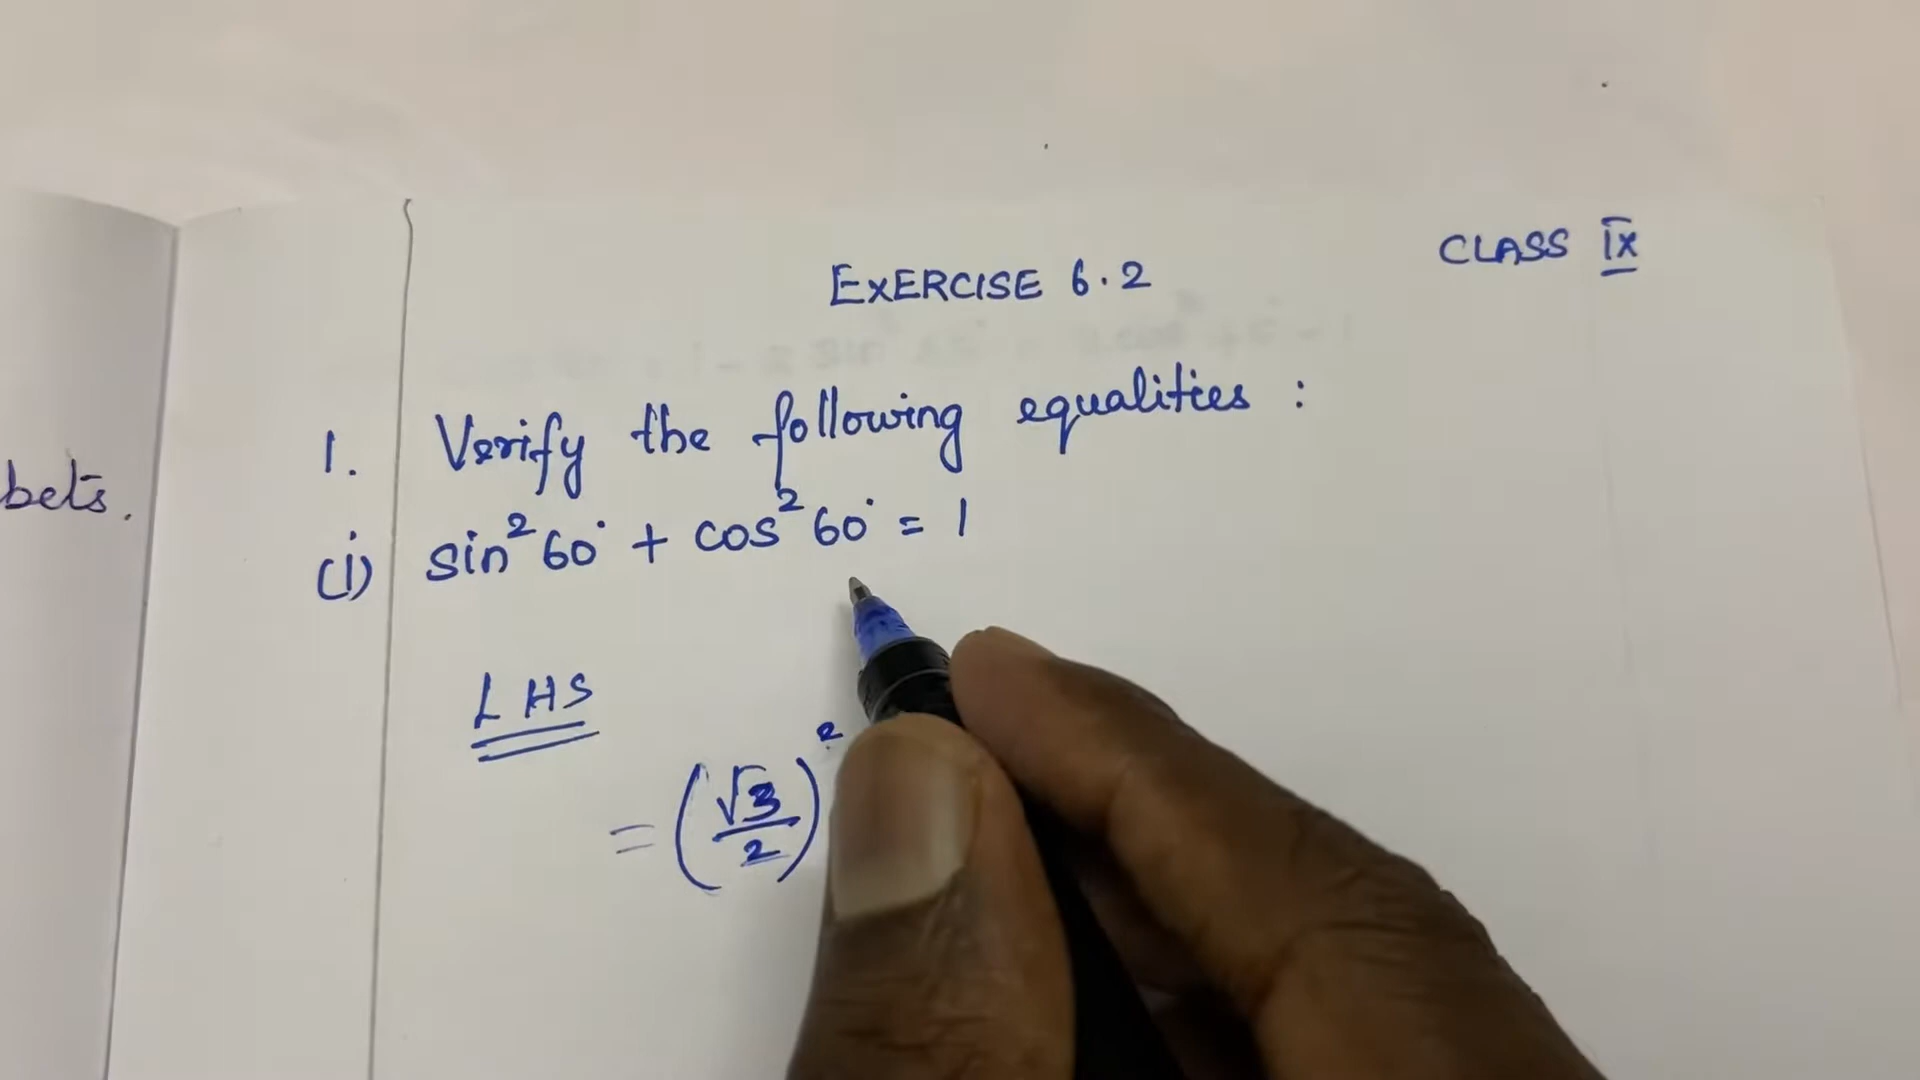 CLASS IX
EXERCISE 6.2
1. Verify the following equalities :
bets.
(i) sin²60° + cos²60° = 1
LHS
= (√3/2)²